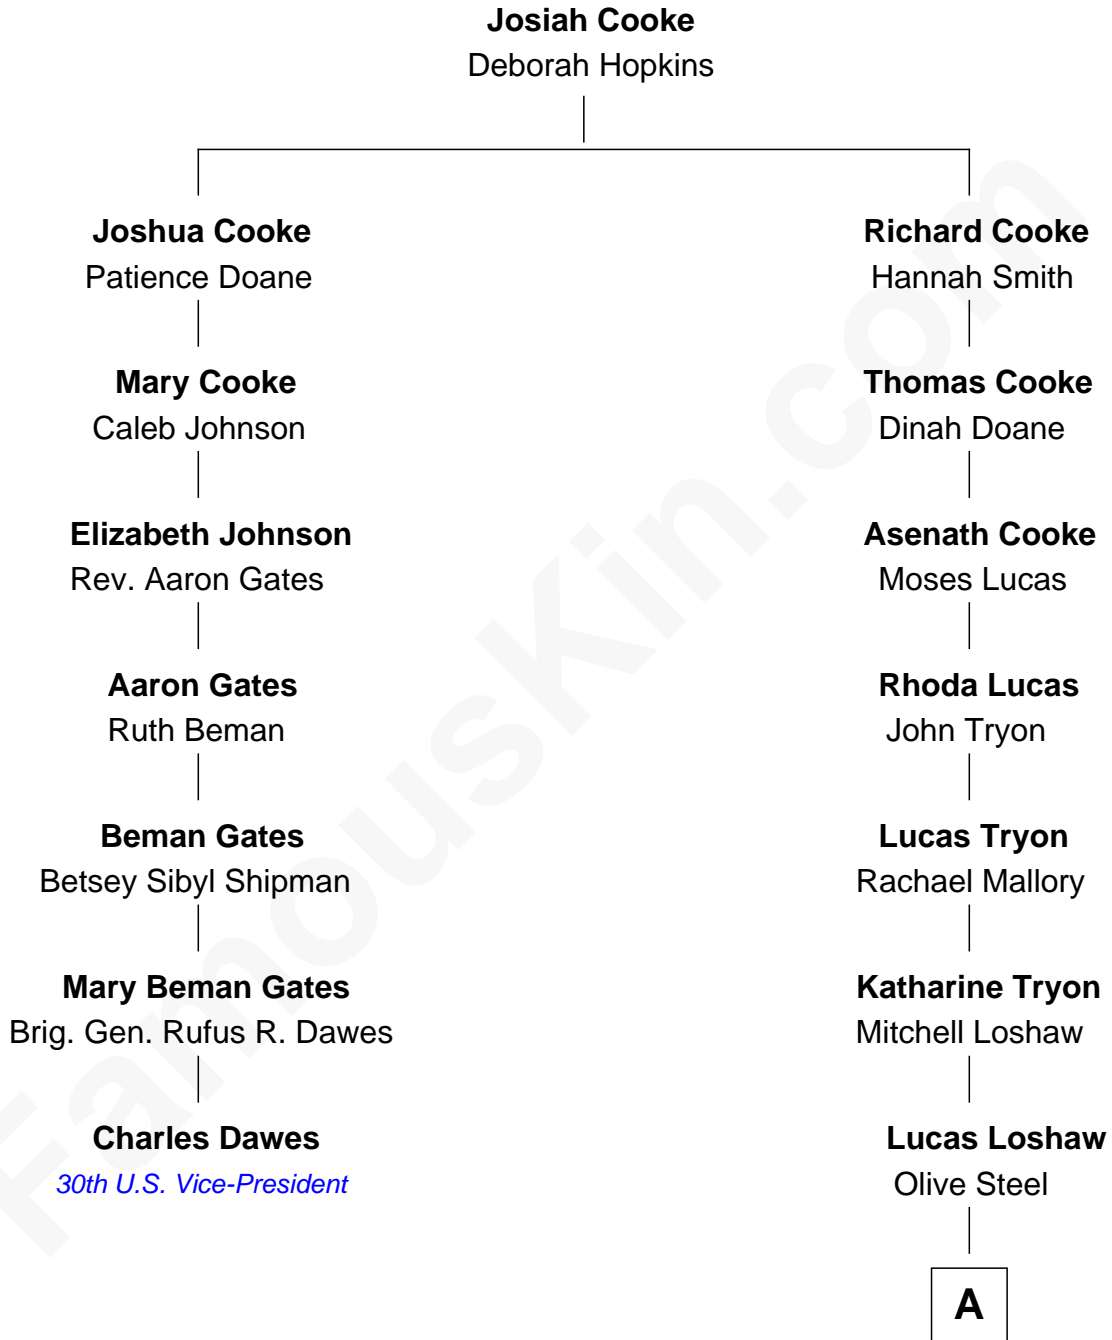 Josiah Cooke
Deborah Hopkins
Joshua Cooke
Patience Doane
Richard Cooke
Hannah Smith
Mary Cooke
Caleb Johnson
Thomas Cooke
Dinah Doane
Elizabeth Johnson
Rev. Aaron Gates
Asenath Cooke
Moses Lucas
Aaron Gates
Ruth Beman
Rhoda Lucas
John Tryon
Beman Gates
Betsey Sibyl Shipman
Lucas Tryon
Rachael Mallory
Mary Beman Gates
Brig. Gen. Rufus R. Dawes
Katharine Tryon
Mitchell Loshaw
Charles Dawes
30th U.S. Vice-President
Lucas Loshaw
Olive Steel
A
FamousKin.com